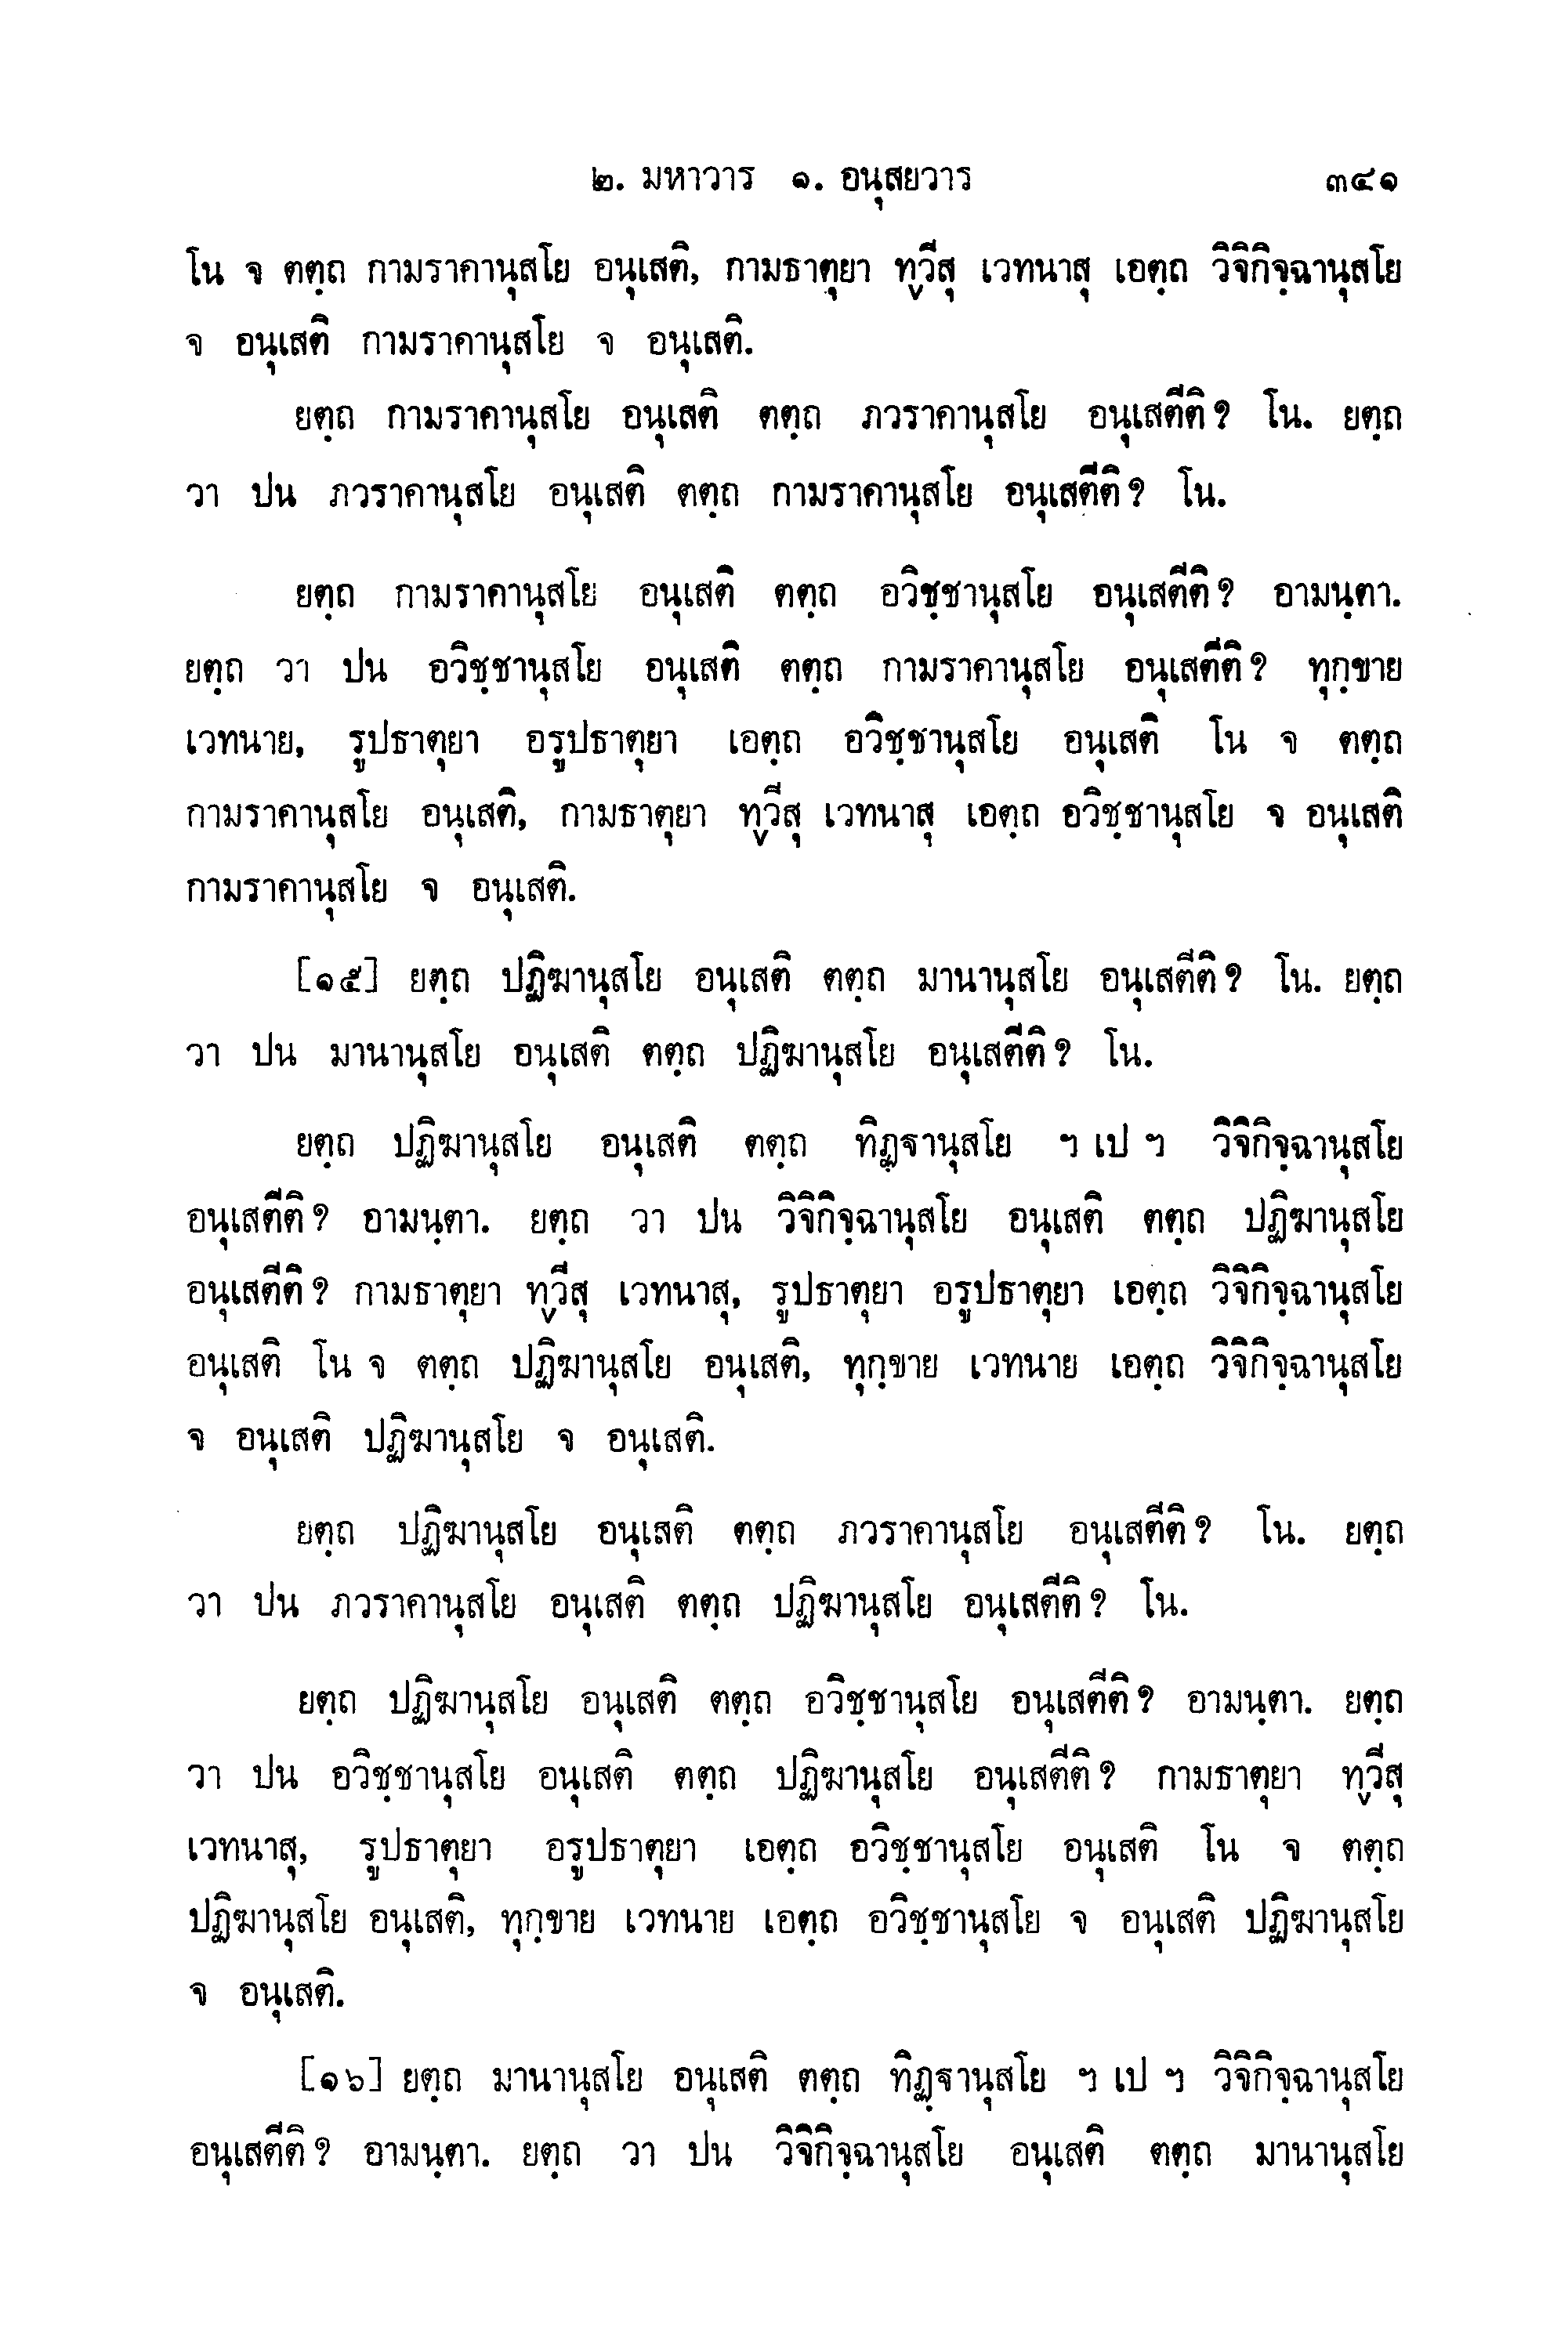 ๒. มหาวาร ๑. อนุสยวาร ๓๔๑
โน จ ตตฺถ กามราคานุสโย อนุเสติ, กามธาตุยา ทฺวีสุ เวทนาสุ เอตฺถ วิจิกิจฺฉานุสโย
จ อนุเสติ กามราคานุสโย จ อนุเสติ.
ยตฺถ กามราคานุสโย อนุเสติ ตตฺถ ภวราคานุสโย อนุเสตีติ? โน. ยตฺถ
วา ปน ภวราคานุสโย อนุเสติ ตตฺถ กามราคานุสโย อนุเสตีติ? โน.
ยตฺถ กามราคานุสโย อนุเสติ ตตฺถ อวิชฺชานุสโย อนุเสตีติ? อามนฺตา.
ยตฺถ วา ปน อวิชฺชานุสโย อนุเสติ ตตฺถ กามราคานุสโย อนุเสตีติ? ทุกฺขาย
เวทนาย, รูปธาตุยา อรูปธาตุยา เอตฺถ อวิชฺชานุสโย อนุเสติ โน จ ตตฺถ
กามราคานุสโย อนุเสติ, กามธาตุยา ทฺวีสุ เวทนาสุ เอตฺถ อวิชฺชานุสโย จ อนุเสติ
กามราคานุสโย จ อนุเสติ.
[๑๕] ยตฺถ ปฏิฆานุสโย อนุเสติ ตตฺถ มานานุสโย อนุเสตีติ? โน. ยตฺถ
วา ปน มานานุสโย อนุเสติ ตตฺถ ปฏิฆานุสโย อนุเสตีติ? โน.
ยตฺถ ปฏิฆานุสโย อนุเสติ ตตฺถ ทิฏฺฐานุสโย ฯ เป ฯ วิจิกิจฺฉานุสโย
อนุเสตีติ? อามนฺตา. ยตฺถ วา ปน วิจิกิจฺฉานุสโย อนุเสติ ตตฺถ ปฏิฆานุสโย
อนุเสตีติ? กามธาตุยา ทฺวีสุ เวทนาสุ, รูปธาตุยา อรูปธาตุยา เอตฺถ วิจิกิจฺฉานุสโย
อนุเสติ โน จ ตตฺถ ปฏิฆานุสโย อนุเสติ, ทุกฺขาย เวทนาย เอตฺถ วิจิกิจฺฉานุสโย
จ อนุเสติ ปฏิฆานุสโย จ อนุเสติ.
ยตฺถ ปฏิฆานุสโย อนุเสติ ตตฺถ ภวราคานุสโย อนุเสตีติ? โน. ยตฺถ
วา ปน ภวราคานุสโย อนุเสติ ตตฺถ ปฏิฆานุสโย อนุเสตีติ? โน.
ยตฺถ ปฏิฆานุสโย อนุเสติ ตตฺถ อวิชฺชานุสโย อนุเสตีติ? อามนฺตา. ยตฺถ
วา ปน อวิชฺชานุสโย อนุเสติ ตตฺถ ปฏิฆานุสโย อนุเสตีติ? กามธาตุยา ทฺวีสุ
เวทนาสุ, รูปธาตุยา อรูปธาตุยา เอตฺถ อวิชฺชานุสโย อนุเสติ โน จ ตตฺถ
ปฏิฆานุสโย อนุเสติ, ทุกฺขาย เวทนาย เอตฺถ อวิชฺชานุสโย จ อนุเสติ ปฏิฆานุสโย
จ อนุเสติ.
[๑๖] ยตฺถ มานานุสโย อนุเสติ ตตฺถ ทิฏฺฐานุสโย ฯ เป ฯ วิจิกิจฺฉานุสโย
อนุเสตีติ? อามนฺตา. ยตฺถ วา ปน วิจิกิจฺฉานุสโย อนุเสติ ตตฺถ มานานุสโย